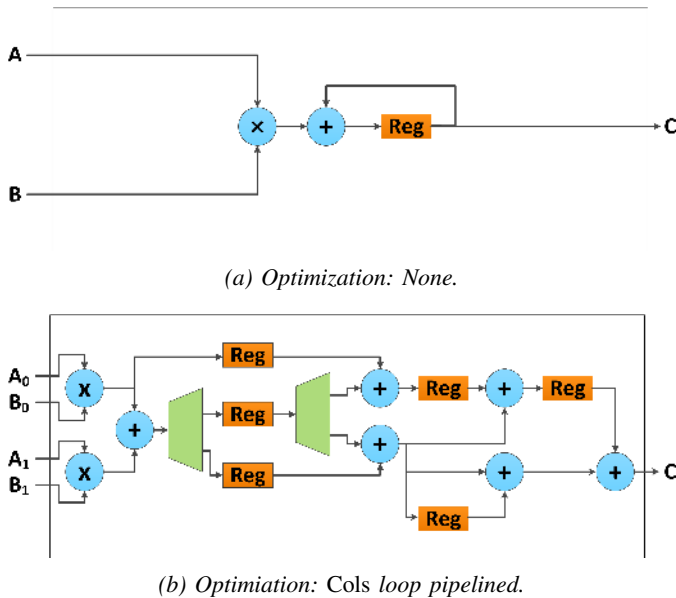 A
×
+
Reg
C
B
(a) Optimization: None.
Reg
A0
X
+
Reg
+
Reg
B0
Reg
+
+
A1
X
B1
Reg
+
+
C
Reg
(b) Optimiation: Cols loop pipelined.